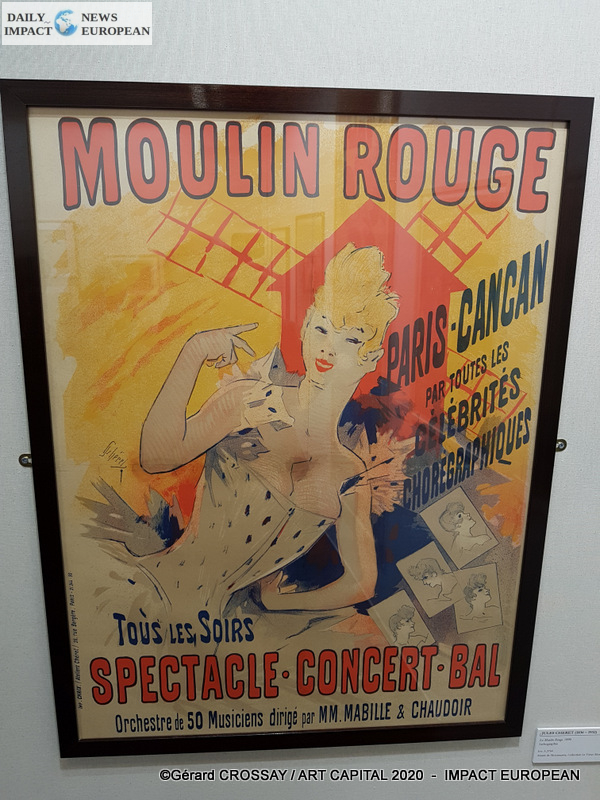 DAILY NEWS
IMPACT EUROPEAN
MOULIN ROUGE
PARIS-CANCAN
PAR TOUTES LES
CÉLÉBRITÉS
CHORÉGRAPHIQUES
TOUS LES SOIRS
SPECTACLE·CONCERT·BAL
Orchestre de 50 Musiciens dirigé par MM. MABILLE & CHAUDOIR
©Gérard CROSSAY / ART CAPITAL 2020 - IMPACT EUROPEAN